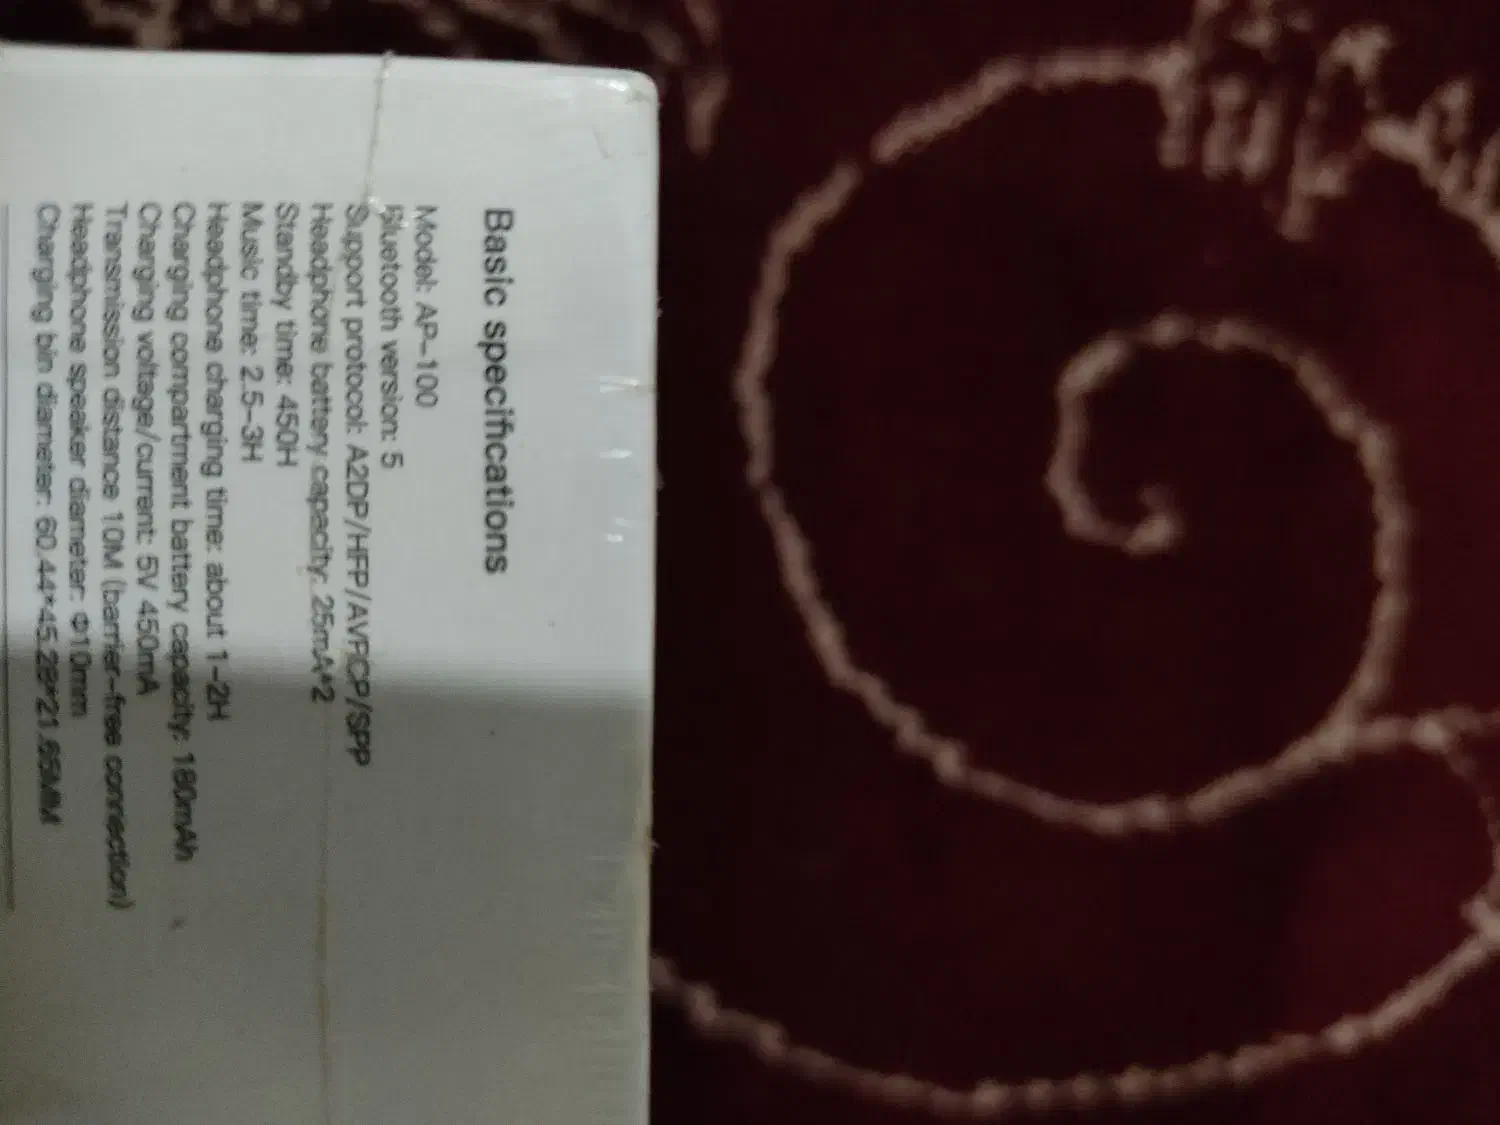 Basic specifications
Model: AP-100
Bluetooth version: 5
Support protocol: A2DP/HFP/AVRCP/SPP
Headphone battery capacity: 25mA*2
Standby time: 450H
Music time: 2.5-3H
Headphone charging time: about 1-2H
Charging compartment battery capacity: 180mAh
Charging voltage/current: 5V 450mA
Transmission distance 10M (barrier-free connection)
Headphone speaker diameter: Φ10mm
Charging bin diameter: 60.44*45.28*21.65MM